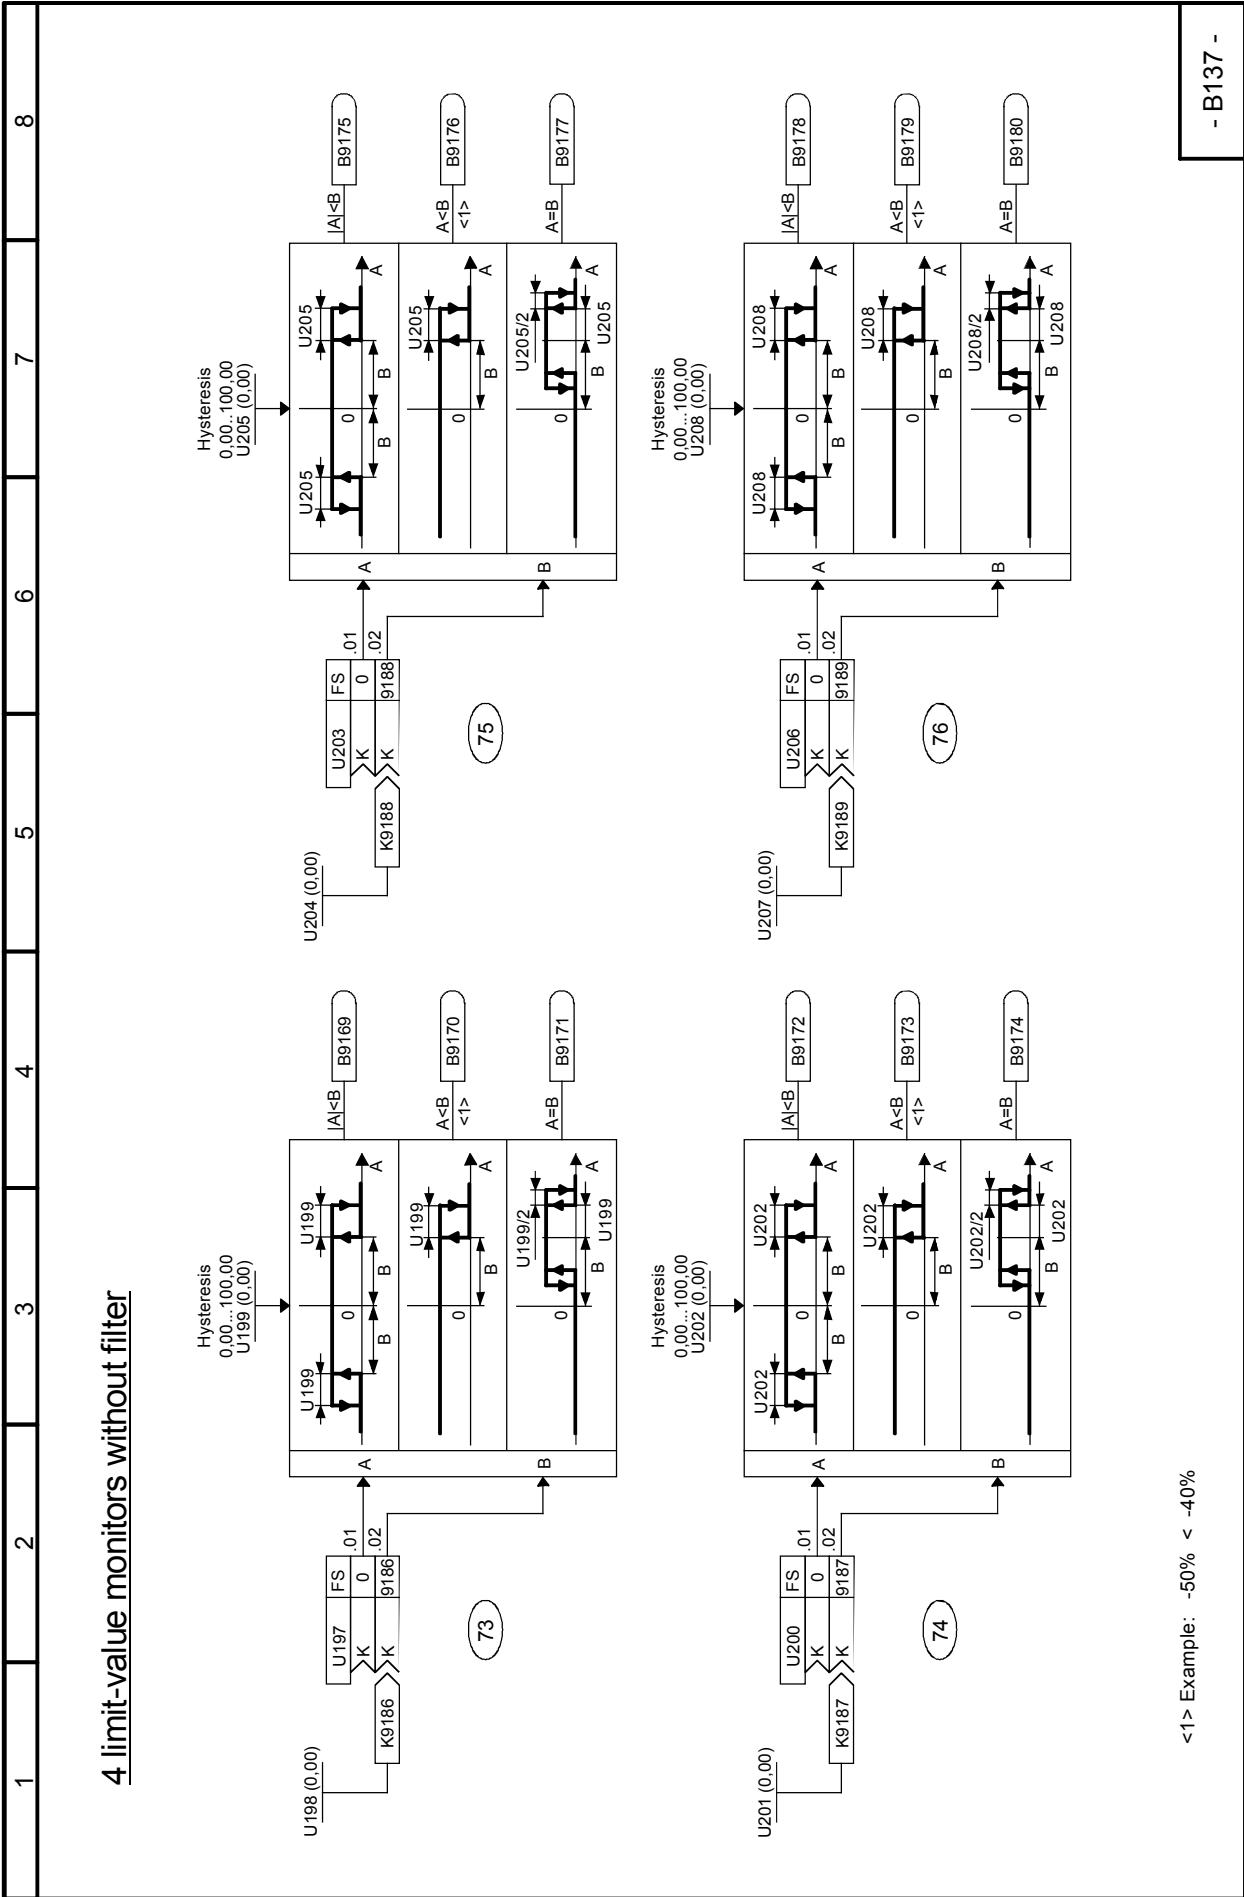 1 2 3 4 5 6 7 8
4 limit-value monitors without filter
Hysteresis
0,00...100,00
U199 (0,00)
U198 (0,00)
K9186
U197 FS
K 0 .01
K 9186 .02
73
A
B
U199 U199
B 0 B A
|A|<B
B9169
U199
0 B A
A<B
<1>
B9170
U199/2
0 B U199 A
A=B
B9171
Hysteresis
0,00...100,00
U205 (0,00)
U204 (0,00)
K9188
U203 FS
K 0 .01
K 9188 .02
75
A
B
U205 U205
B 0 B A
|A|<B
B9175
U205
0 B A
A<B
<1>
B9176
U205/2
0 B U205 A
A=B
B9177
Hysteresis
0,00...100,00
U202 (0,00)
U201 (0,00)
K9187
U200 FS
K 0 .01
K 9187 .02
74
A
B
U202 U202
B 0 B A
|A|<B
B9172
U202
0 B A
A<B
<1>
B9173
U202/2
0 B U202 A
A=B
B9174
Hysteresis
0,00...100,00
U208 (0,00)
U207 (0,00)
K9189
U206 FS
K 0 .01
K 9189 .02
76
A
B
U208 U208
B 0 B A
|A|<B
B9178
U208
0 B A
A<B
<1>
B9179
U208/2
0 B U208 A
A=B
B9180
<1> Example: -50% < -40%
- B137 -